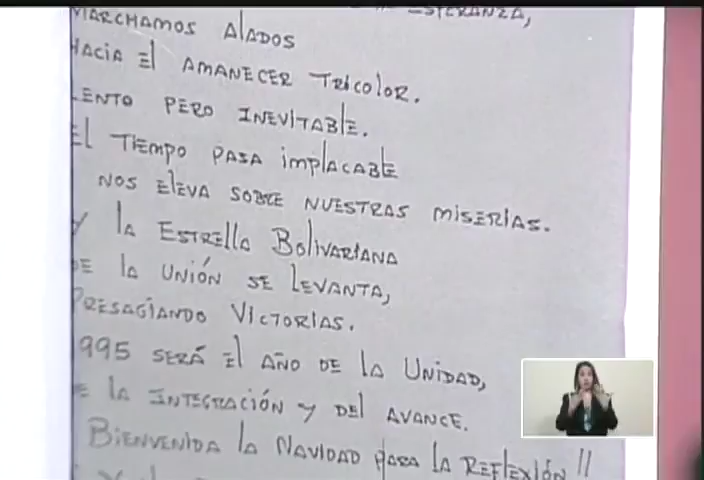 ESPERANZA,
MARCHAMOS AlADOS
HACIA El AMANECER TRICOLOR.
LENTO PERO INEVITABLE.
El TIEMPO PASA implACABLE
NOS ElEVA SOBRE NUESTRAS MISERIAS.
Y lA ESTREllA BOlIVARIANA
DE lA UNIÓN SE LEVANTA,
PRESAGIANDO VICTORIAS.
995 SERÁ El AÑO DE lA UNIDAD,
E lA INTEGRACIÓN Y DEl AVANCE.
BIENVENIDA lA NAVIDAD PARA lA REFlEXIÓN!!